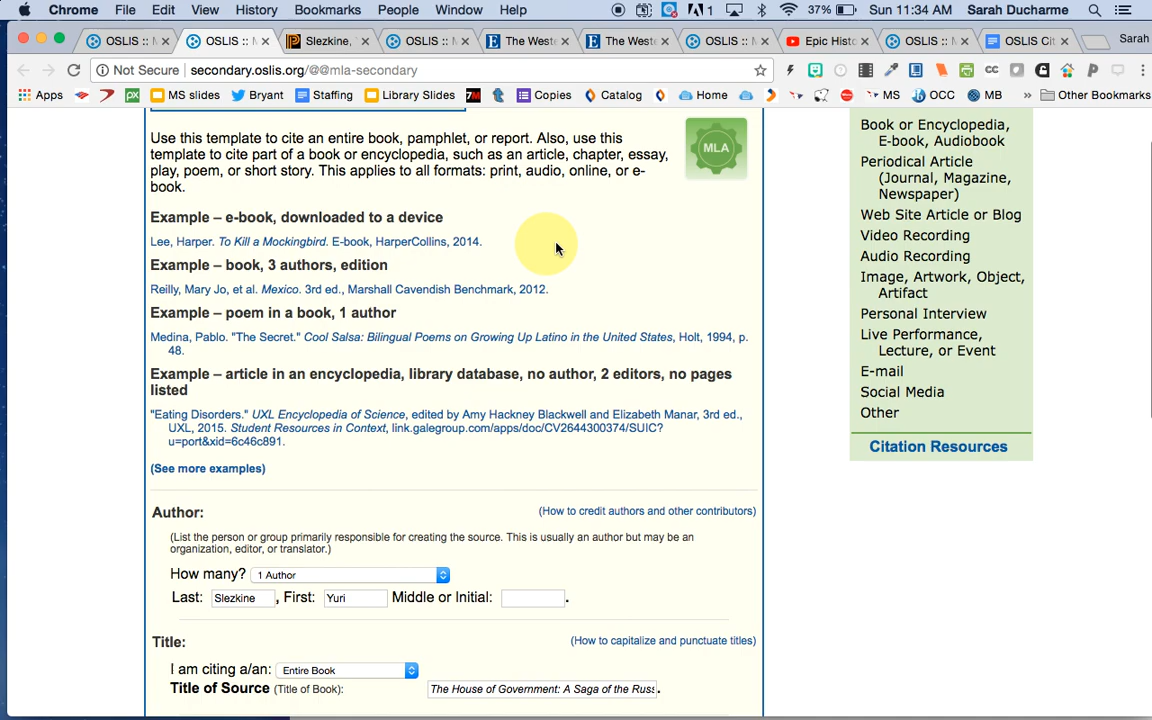 Chrome File Edit View History Bookmarks People Window Help 1 37% Sun 11:34 AM Sarah Ducharme
OSLIS :: M OSLIS :: M Slezkine, ' OSLIS :: M The Weste The Weste OSLIS :: M Epic Histo OSLIS :: M OSLIS Cit Sarah
Not Secure secondary.oslis.org/@@mla-secondary
Apps px MS slides Bryant Staffing Library Slides Copies Catalog Home MS OCC MB » Other Bookmarks
Use this template to cite an entire book, pamphlet, or report. Also, use this
template to cite part of a book or encyclopedia, such as an article, chapter, essay,
play, poem, or short story. This applies to all formats: print, audio, online, or e-
book.
MLA
Example – e-book, downloaded to a device
Lee, Harper. To Kill a Mockingbird. E-book, HarperCollins, 2014.
Example – book, 3 authors, edition
Reilly, Mary Jo, et al. Mexico. 3rd ed., Marshall Cavendish Benchmark, 2012.
Example – poem in a book, 1 author
Medina, Pablo. "The Secret." Cool Salsa: Bilingual Poems on Growing Up Latino in the United States, Holt, 1994, p.
48.
Example – article in an encyclopedia, library database, no author, 2 editors, no pages
listed
"Eating Disorders." UXL Encyclopedia of Science, edited by Amy Hackney Blackwell and Elizabeth Manar, 3rd ed.,
UXL, 2015. Student Resources in Context, link.galegroup.com/apps/doc/CV2644300374/SUIC?
u=port&xid=6c46c891.
(See more examples)
Author:
(How to credit authors and other contributors)
(List the person or group primarily responsible for creating the source. This is usually an author but may be an
organization, editor, or translator.)
How many? 1 Author
Last: Slezkine , First: Yuri Middle or Initial: .
Title:
(How to capitalize and punctuate titles)
I am citing a/an: Entire Book
Title of Source (Title of Book): The House of Government: A Saga of the Russ .
Book or Encyclopedia,
E-book, Audiobook
Periodical Article
(Journal, Magazine,
Newspaper)
Web Site Article or Blog
Video Recording
Audio Recording
Image, Artwork, Object,
Artifact
Personal Interview
Live Performance,
Lecture, or Event
E-mail
Social Media
Other
Citation Resources